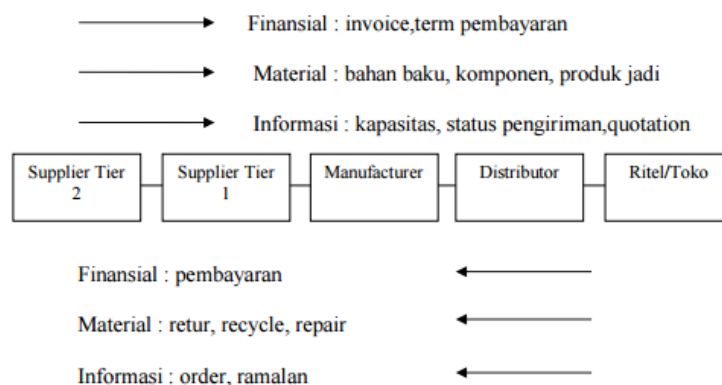 Finansial : invoice,term pembayaran
Material : bahan baku, komponen, produk jadi
Informasi : kapasitas, status pengiriman,quotation
Supplier Tier 2
Supplier Tier 1
Manufacturer
Distributor
Ritel/Toko
Finansial : pembayaran
Material : retur, recycle, repair
Informasi : order, ramalan